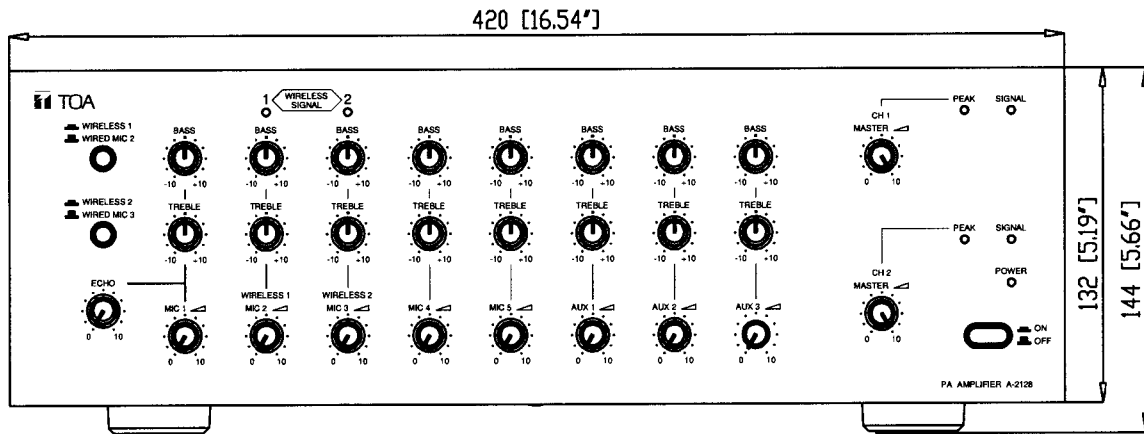 420 [16.54"]
TOA
1 WIRELESS SIGNAL 2
PEAK SIGNAL
CH 1
MASTER
0 10
WIRELESS 1
WIRED MIC 2
BASS BASS BASS BASS BASS BASS BASS BASS
-10 +10 -10 +10 -10 +10 -10 +10 -10 +10 -10 +10 -10 +10 -10 +10
WIRELESS 2
WIRED MIC 3
TREBLE TREBLE TREBLE TREBLE TREBLE TREBLE TREBLE TREBLE
-10 +10 -10 +10 -10 +10 -10 +10 -10 +10 -10 +10 -10 +10 -10 +10
PEAK SIGNAL
POWER
CH 2
MASTER
0 10
ECHO
0 10
WIRELESS 1 WIRELESS 2
MIC 1 MIC 2 MIC 3 MIC 4 MIC 5 AUX 1 AUX 2 AUX 3
0 10 0 10 0 10 0 10 0 10 0 10 0 10 0 10
ON
OFF
PA AMPLIFIER A-2128
132 [5.19"]
144 [5.66"]